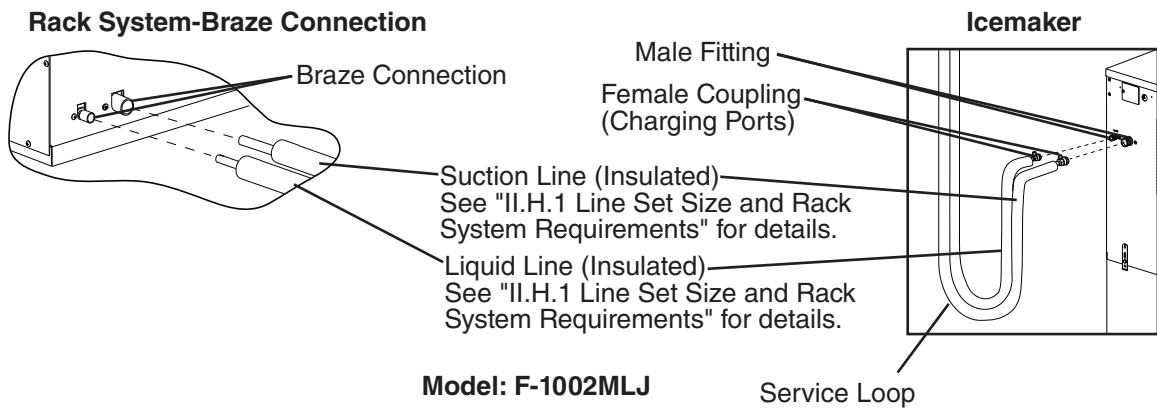 Rack System-Braze Connection
Icemaker
Male Fitting
Braze Connection
Female Coupling
(Charging Ports)
Suction Line (Insulated)
See "II.H.1 Line Set Size and Rack
System Requirements" for details.
Liquid Line (Insulated)
See "II.H.1 Line Set Size and Rack
System Requirements" for details.
Model: F-1002MLJ
Service Loop